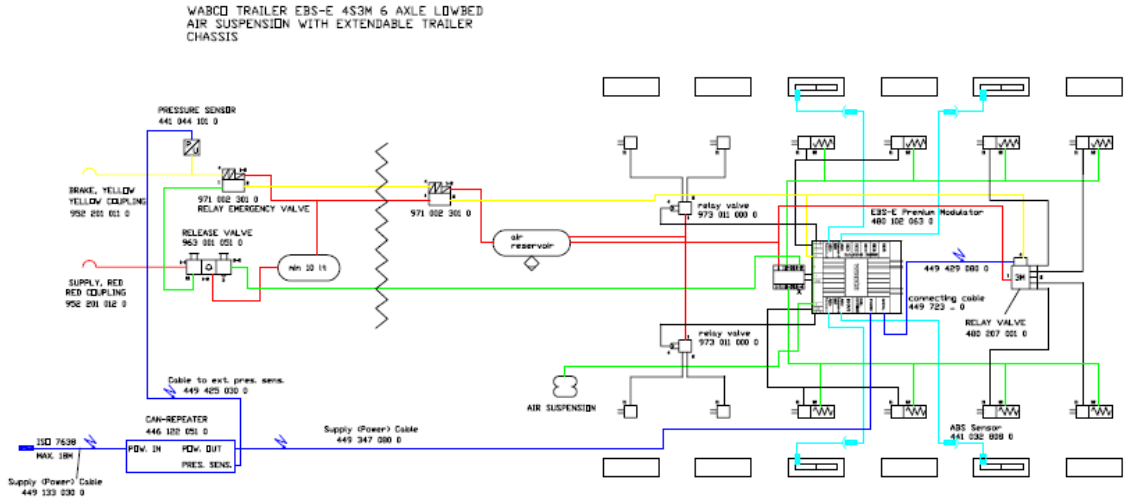 WABCO TRAILER EBS-E 4S3M 6 AXLE LOWBED
AIR SUSPENSION WITH EXTENDABLE TRAILER
CHASSIS
PRESSURE SENSOR
441 044 101 0
P
U
BRAKE, YELLOW
YELLOW COUPLING
952 201 011 0
971 002 301 0
RELAY EMERGENCY VALVE
971 002 301 0
RELEASE VALVE
963 001 051 0
SUPPLY, RED
RED COUPLING
952 201 012 0
min 10 lt
air
reservoir
relay valve
973 011 000 0
EBS-E Premium Modulator
480 102 063 0
449 429 080 0
connecting cable
449 723 _ 0
3M
RELAY VALVE
480 207 001 0
relay valve
973 011 000 0
AIR SUSPENSION
Cable to ext. pres. sens.
449 425 030 0
CAN-REPEATER
446 122 051 0
ISO 7638
MAX. 18M
POW. IN
POW. OUT
PRES. SENS.
Supply (Power) Cable
449 347 080 0
Supply (Power) Cable
449 133 030 0
ABS Sensor
441 032 808 0